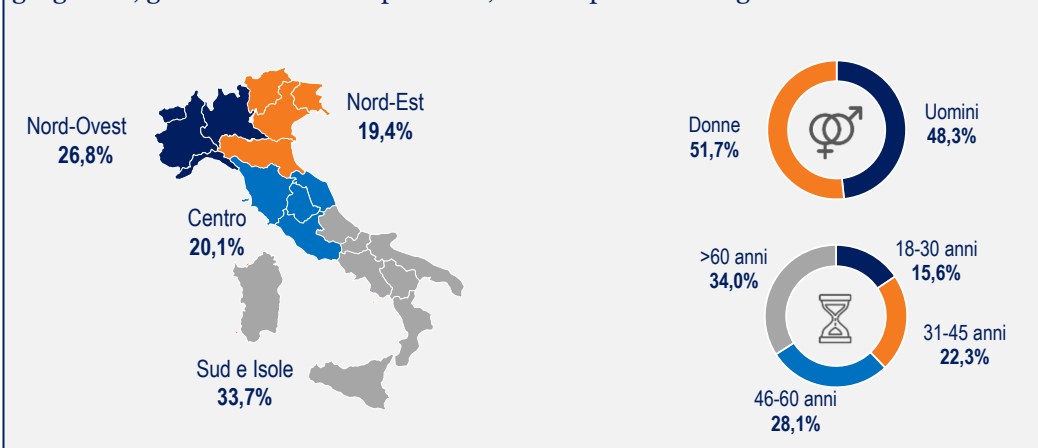 Nord-Ovest
26,8%
Nord-Est
19,4%
Centro
20,1%
Sud e Isole
33,7%
Donne
51,7%
Uomini
48,3%
>60 anni
34,0%
18-30 anni
15,6%
31-45 anni
22,3%
46-60 anni
28,1%